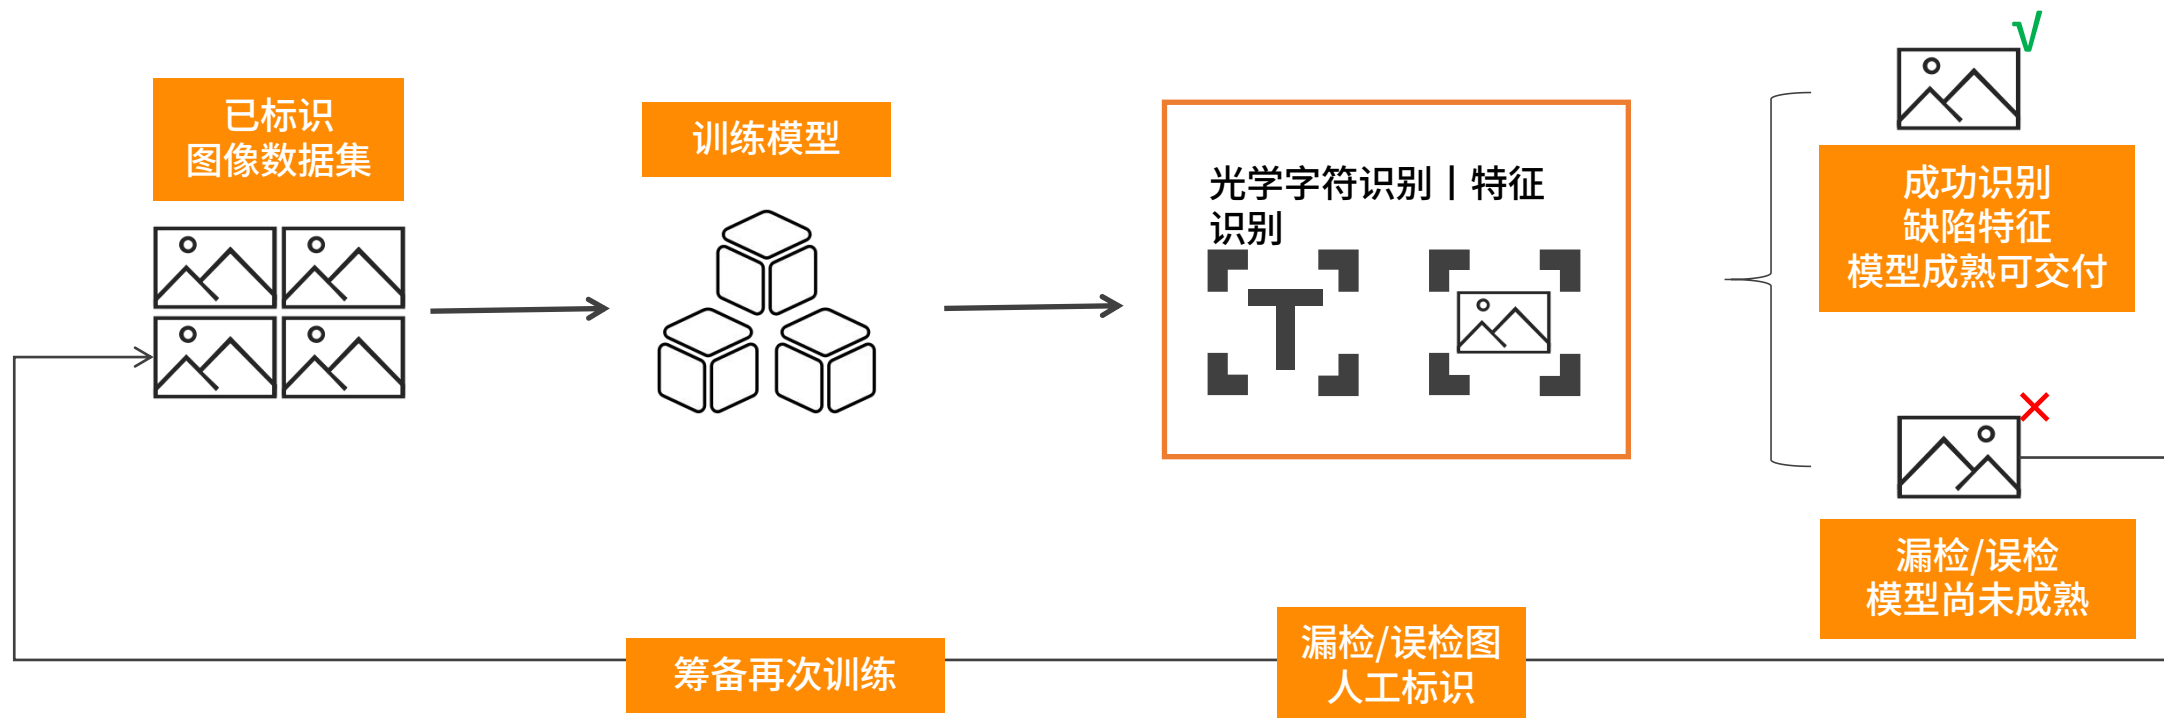 已标识
图像数据集
训练模型
光学字符识别丨特征
识别
T
√
成功识别
缺陷特征
模型成熟可交付
×
漏检/误检
模型尚未成熟
漏检/误检图
人工标识
筹备再次训练